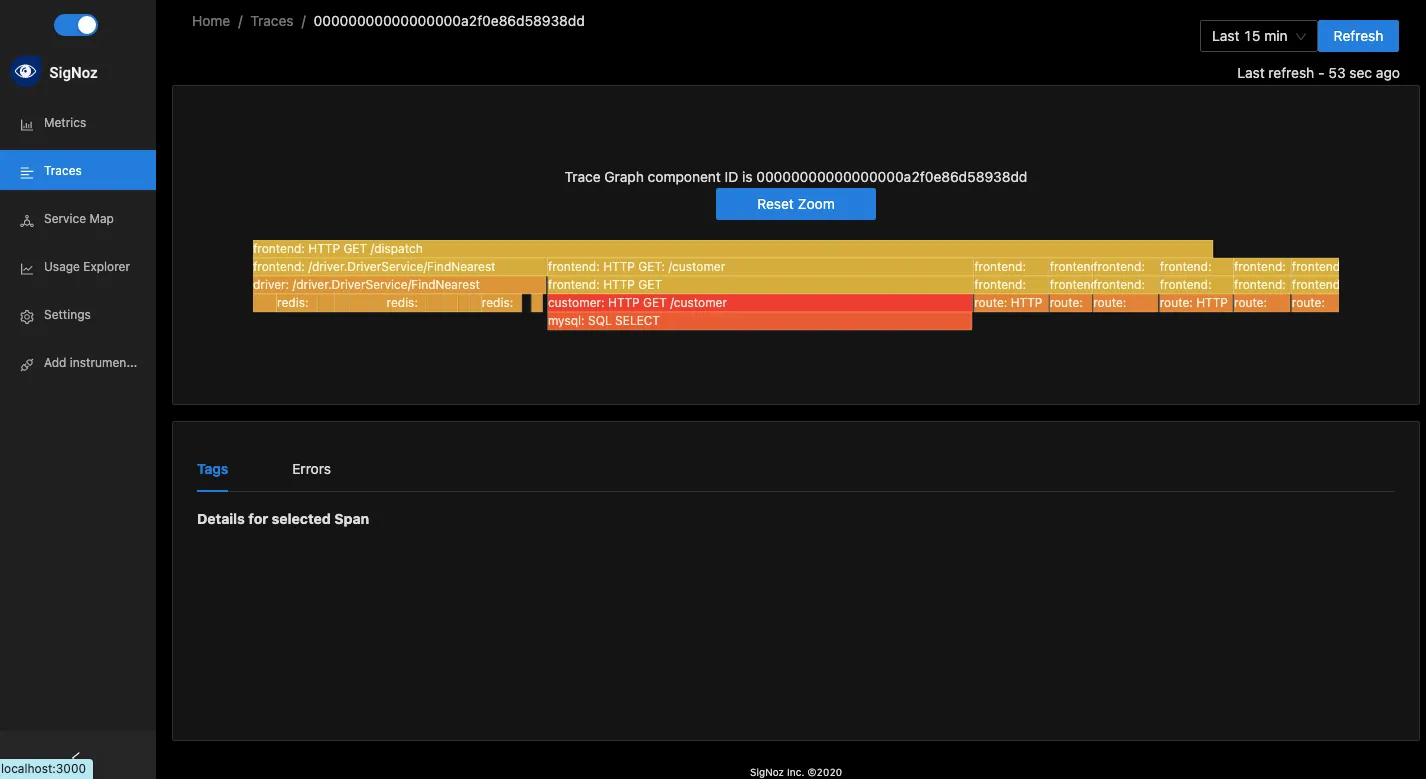 Home / Traces / 00000000000000000a2f0e86d58938dd
Last 15 min
Refresh
Last refresh - 53 sec ago
SigNoz
Metrics
Traces
Service Map
Usage Explorer
Settings
Add instrumen...
Trace Graph component ID is 00000000000000000a2f0e86d58938dd
Reset Zoom
frontend: HTTP GET /dispatch
frontend: /driver.DriverService/FindNearest frontend: HTTP GET: /customer frontend: frontend frontend: frontend: frontend: frontend
driver: /driver.DriverService/FindNearest frontend: HTTP GET frontend: frontend frontend: frontend: frontend: frontend
redis: redis: redis: customer: HTTP GET /customer route: HTTP route: route: route: HTTP route: route:
mysql: SQL SELECT
Tags Errors
Details for selected Span
localhost:3000
SigNoz Inc. ©2020